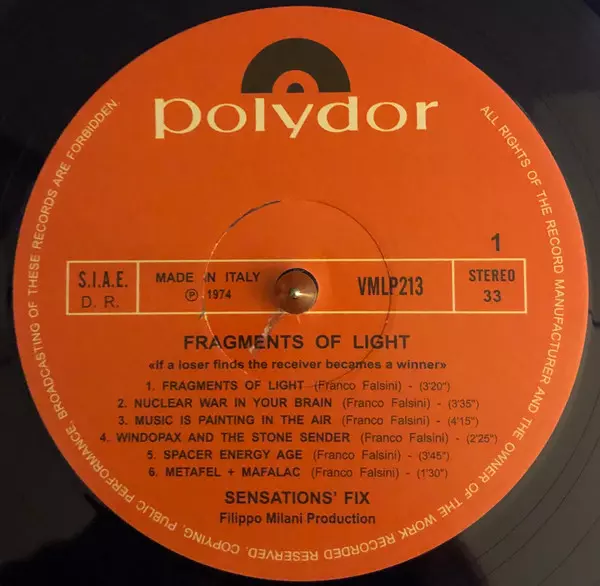 polydor
1
S.I.A.E.
D. R.
MADE IN ITALY
℗ 1974
VMLP213
STEREO
33
FRAGMENTS OF LIGHT
«If a loser finds the receiver becames a winner»
1. FRAGMENTS OF LIGHT (Franco Falsini) - (3'20")
2. NUCLEAR WAR IN YOUR BRAIN (Franco Falsini) - (3'35")
3. MUSIC IS PAINTING IN THE AIR (Franco Falsini) - (4'15")
4. WINDOPAX AND THE STONE SENDER (Franco Falsini) - (2'25")
5. SPACER ENERGY AGE (Franco Falsini) - (3'45")
6. METAFEL + MAFALAC (Franco Falsini) - (1'30")
SENSATIONS' FIX
Filippo Milani Production
ALL RIGHTS OF THE RECORD MANUFACTURER AND THE OWNER OF THE WORK RECORDED RESERVED. COPYING, PUBLIC PERFORMANCE, BROADCASTING OF THESE RECORDS ARE FORBIDDEN.